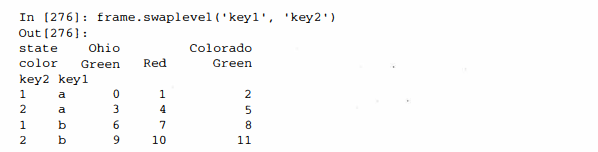 In [276]: frame.swaplevel('key1', 'key2')
Out[276]:
state Ohio Colorado
color Green Red Green
key2 key1
1 a 0 1 2
2 a 3 4 5
1 b 6 7 8
2 b 9 10 11